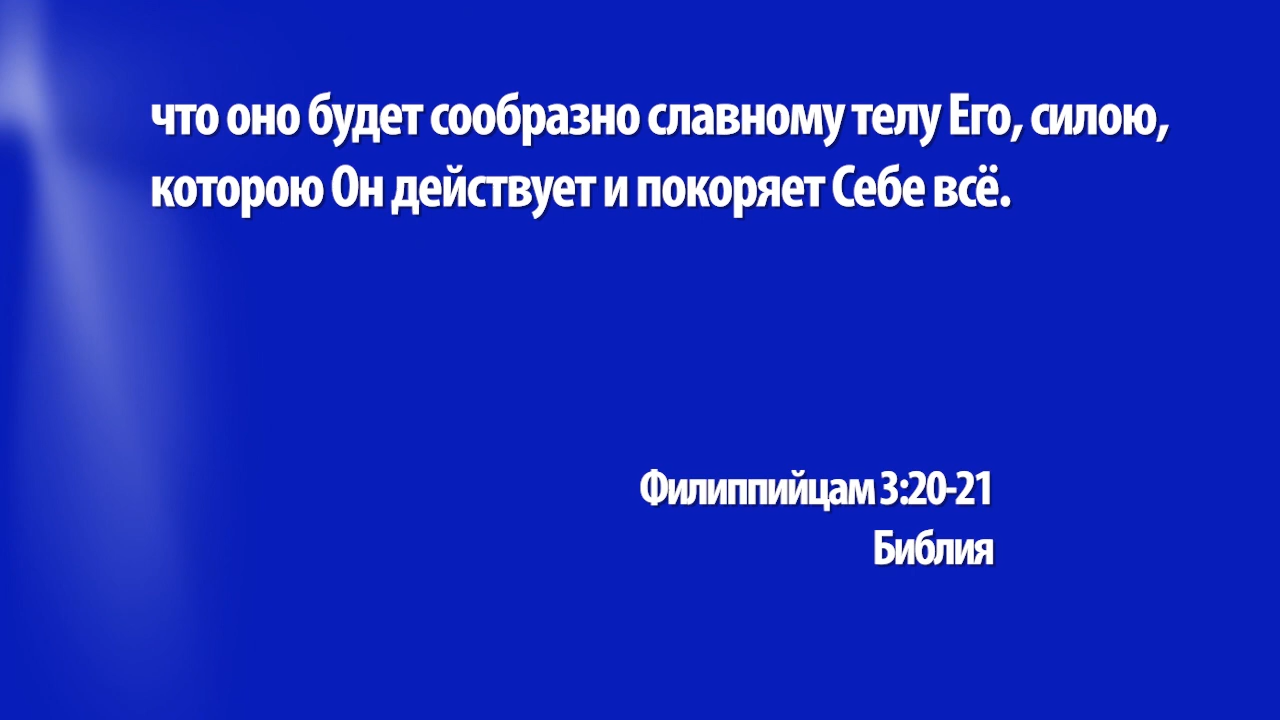 что оно будет сообразно славному телу Его, силою,
которою Он действует и покоряет Себе всё.
Филиппийцам 3:20-21
Библия